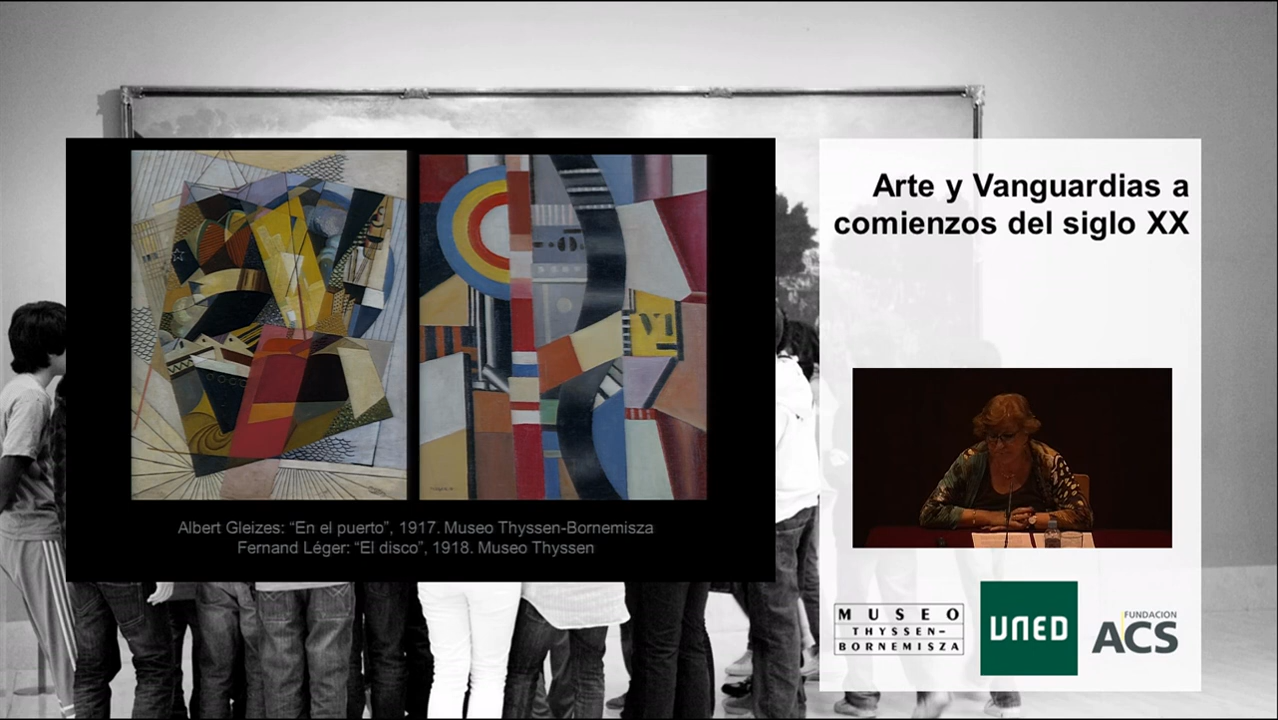 Arte y Vanguardias a
comienzos del siglo XX
VI
Albert Gleizes: “En el puerto”, 1917. Museo Thyssen-Bornemisza
Fernand Léger: “El disco”, 1918. Museo Thyssen
MUSEO
THYSSEN-
BORNEMISZA
UNED
FUNDACION
ACS